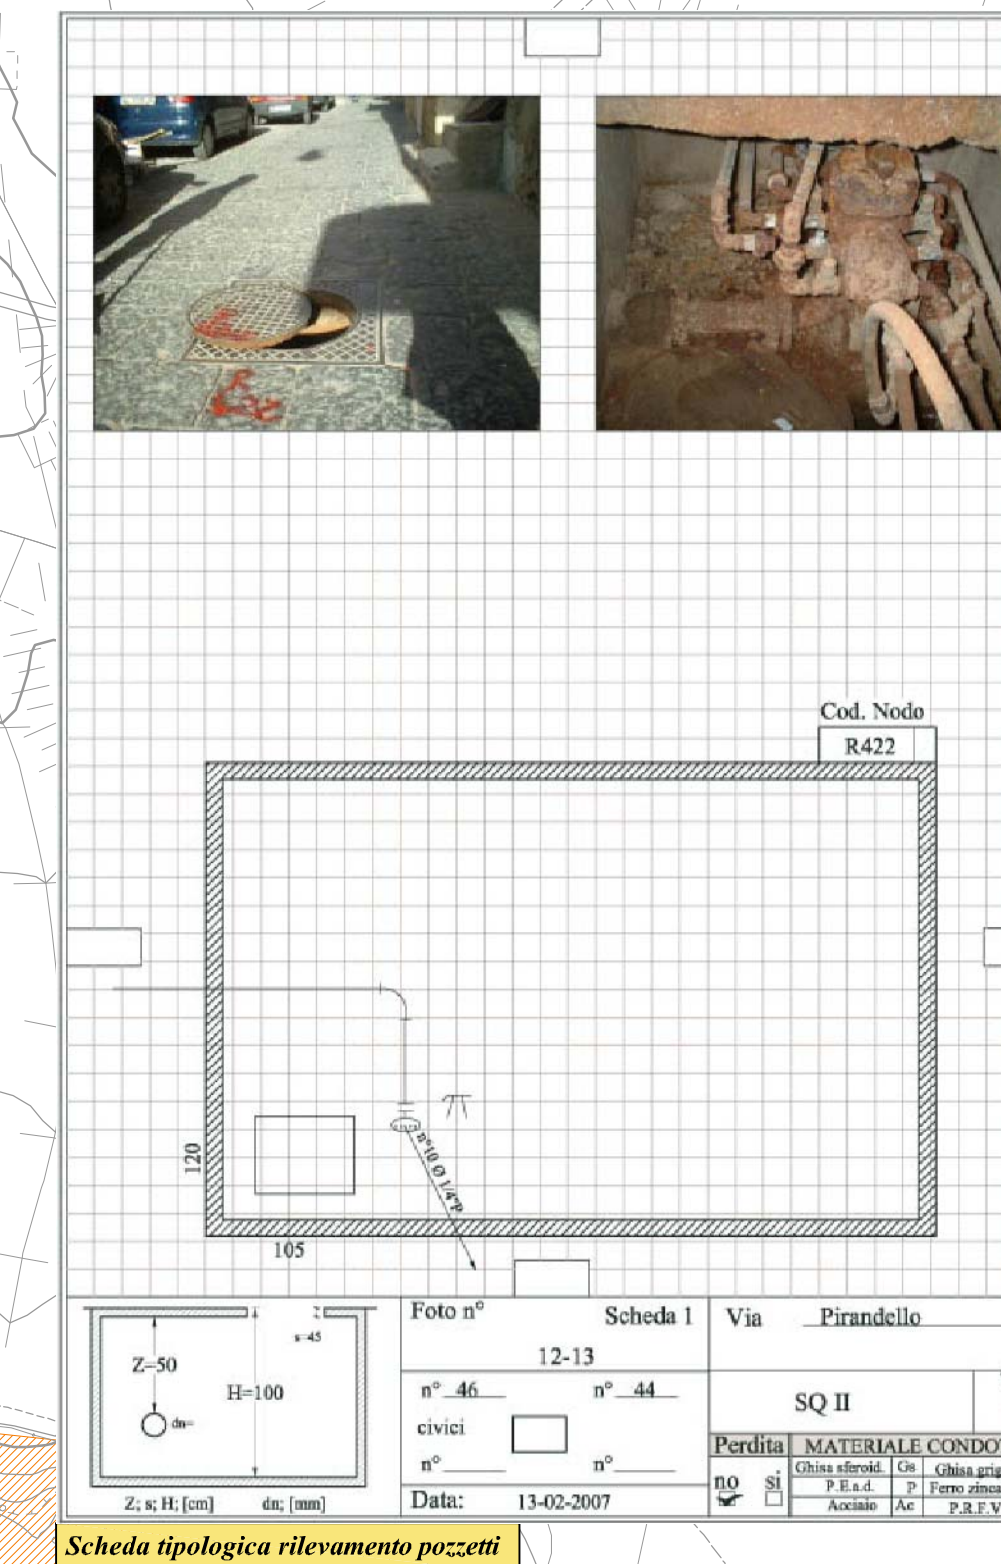 Cod. Nodo
R422
120
n°10 Ø 1/4"P
105
s=45
Z=50
H=100
dn=
Z; s; H; [cm] dn; [mm]
Foto n° Scheda 1
12-13
n° 46 n° 44
civici
n° n°
Data: 13-02-2007
Via Pirandello
SQ II
Perdita MATERIALE CONDO
no si
Ghisa sferoid. Gs Ghisa grig
P.E.a.d. P Ferro zinca
Acciaio Ac P.R.F.V
Scheda tipologica rilevamento pozzetti